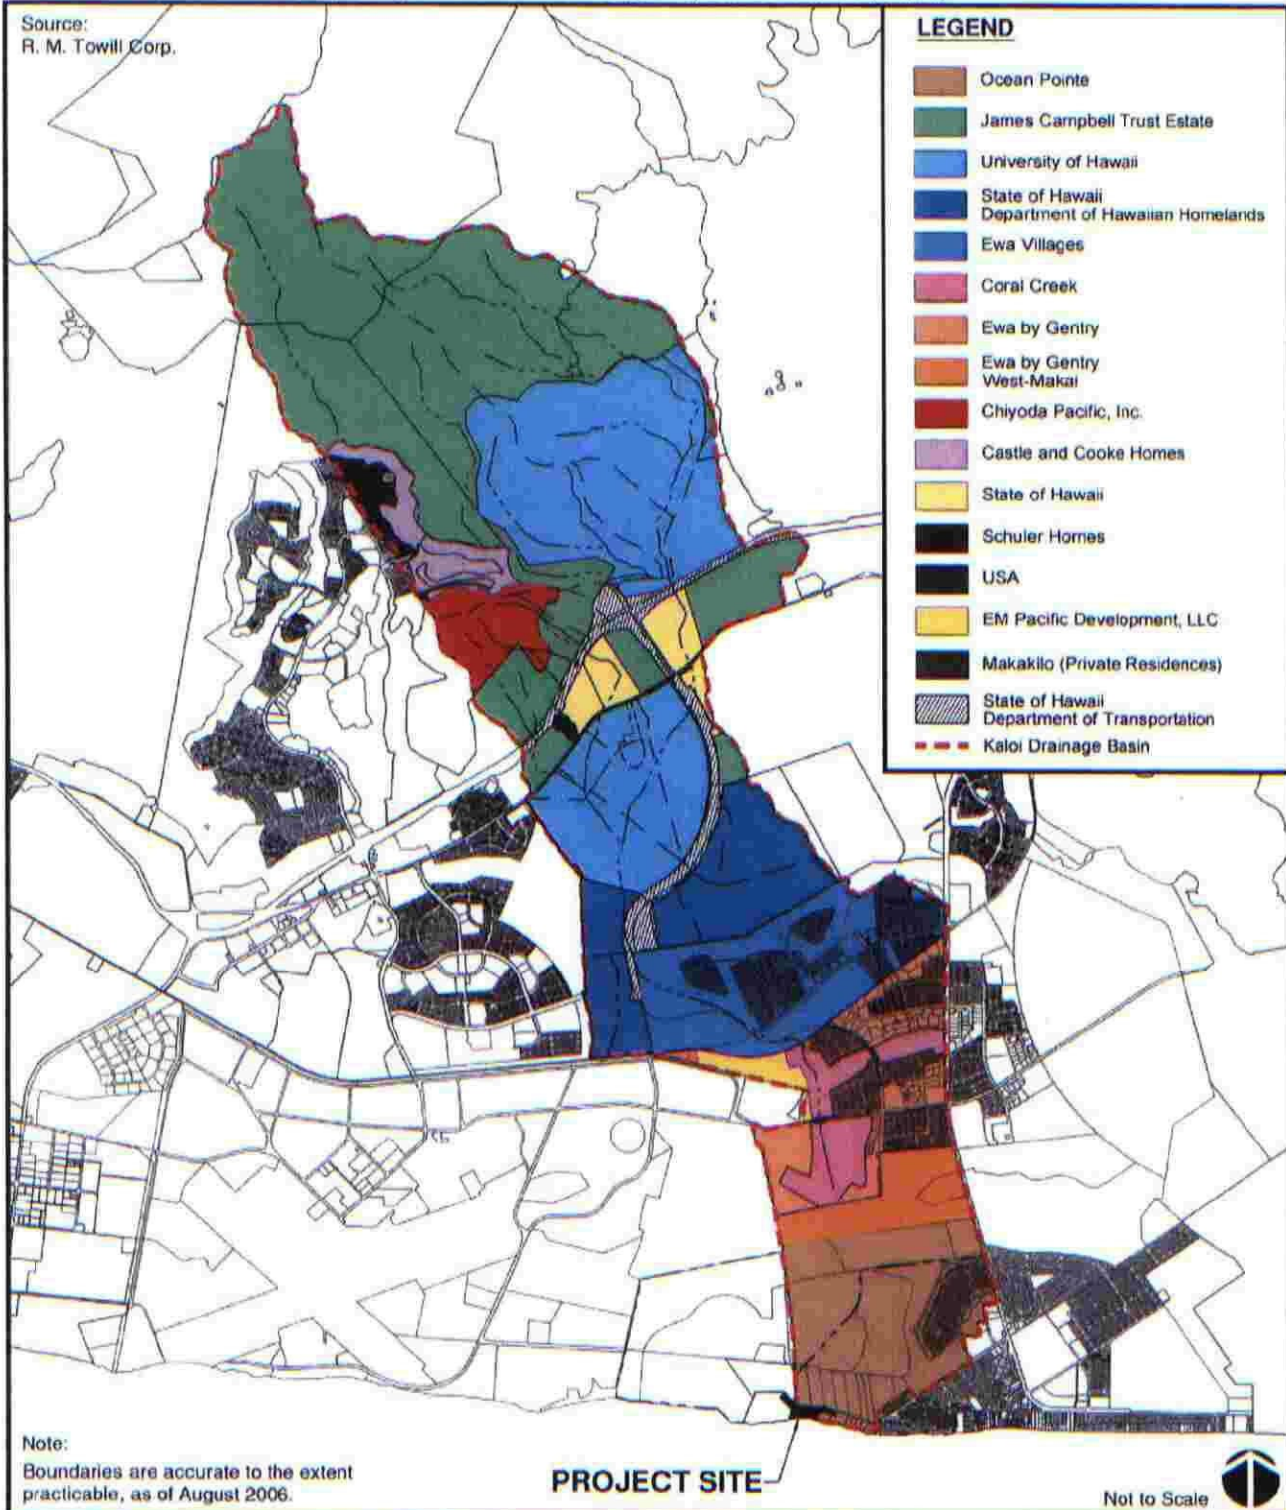 Source:
R. M. Towill Corp.
LEGEND
Ocean Pointe
James Campbell Trust Estate
University of Hawaii
State of Hawaii
Department of Hawaiian Homelands
Ewa Villages
Coral Creek
Ewa by Gentry
Ewa by Gentry
West-Makai
Chiyoda Pacific, Inc.
Castle and Cooke Homes
State of Hawaii
Schuler Homes
USA
EM Pacific Development, LLC
Makakilo (Private Residences)
State of Hawaii
Department of Transportation
Kaloi Drainage Basin
Note:
Boundaries are accurate to the extent
practicable, as of August 2006.
PROJECT SITE
Not to Scale